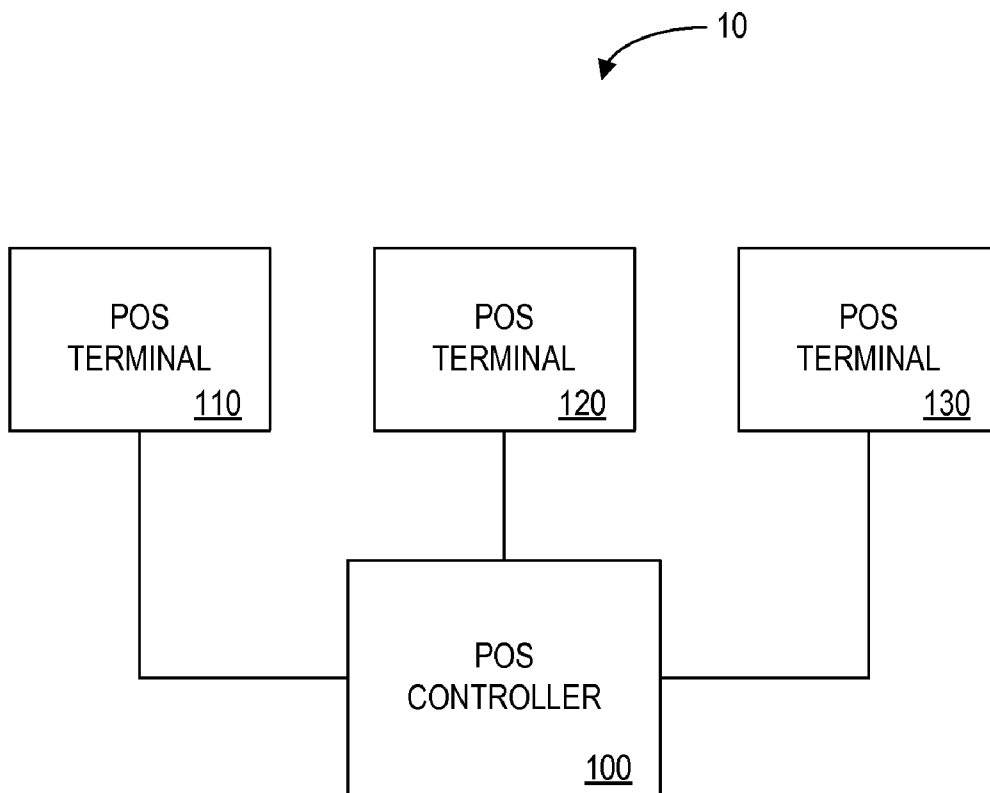 10
POS
TERMINAL
110
POS
TERMINAL
120
POS
TERMINAL
130
POS
CONTROLLER
100